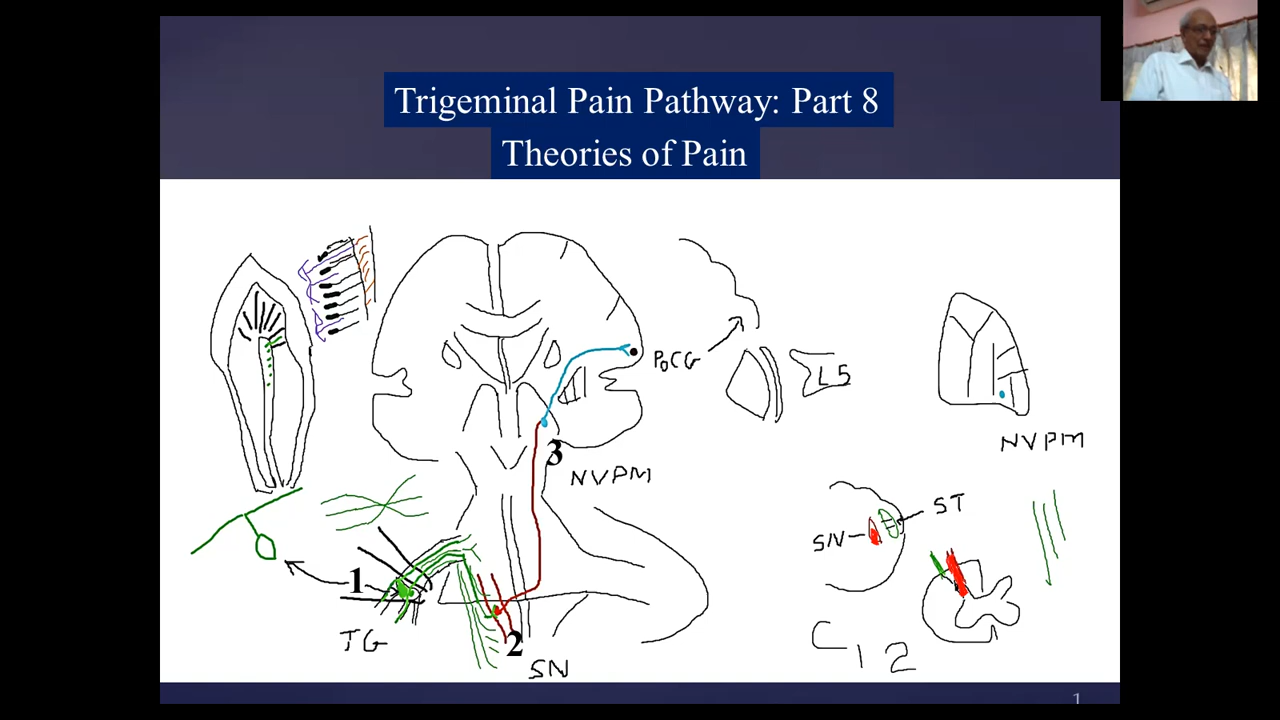 Trigeminal Pain Pathway: Part 8
Theories of Pain
PoCG
L5
3
NVPM
NVPM
ST
SN
1
TG
2
SN
C 1 2
1